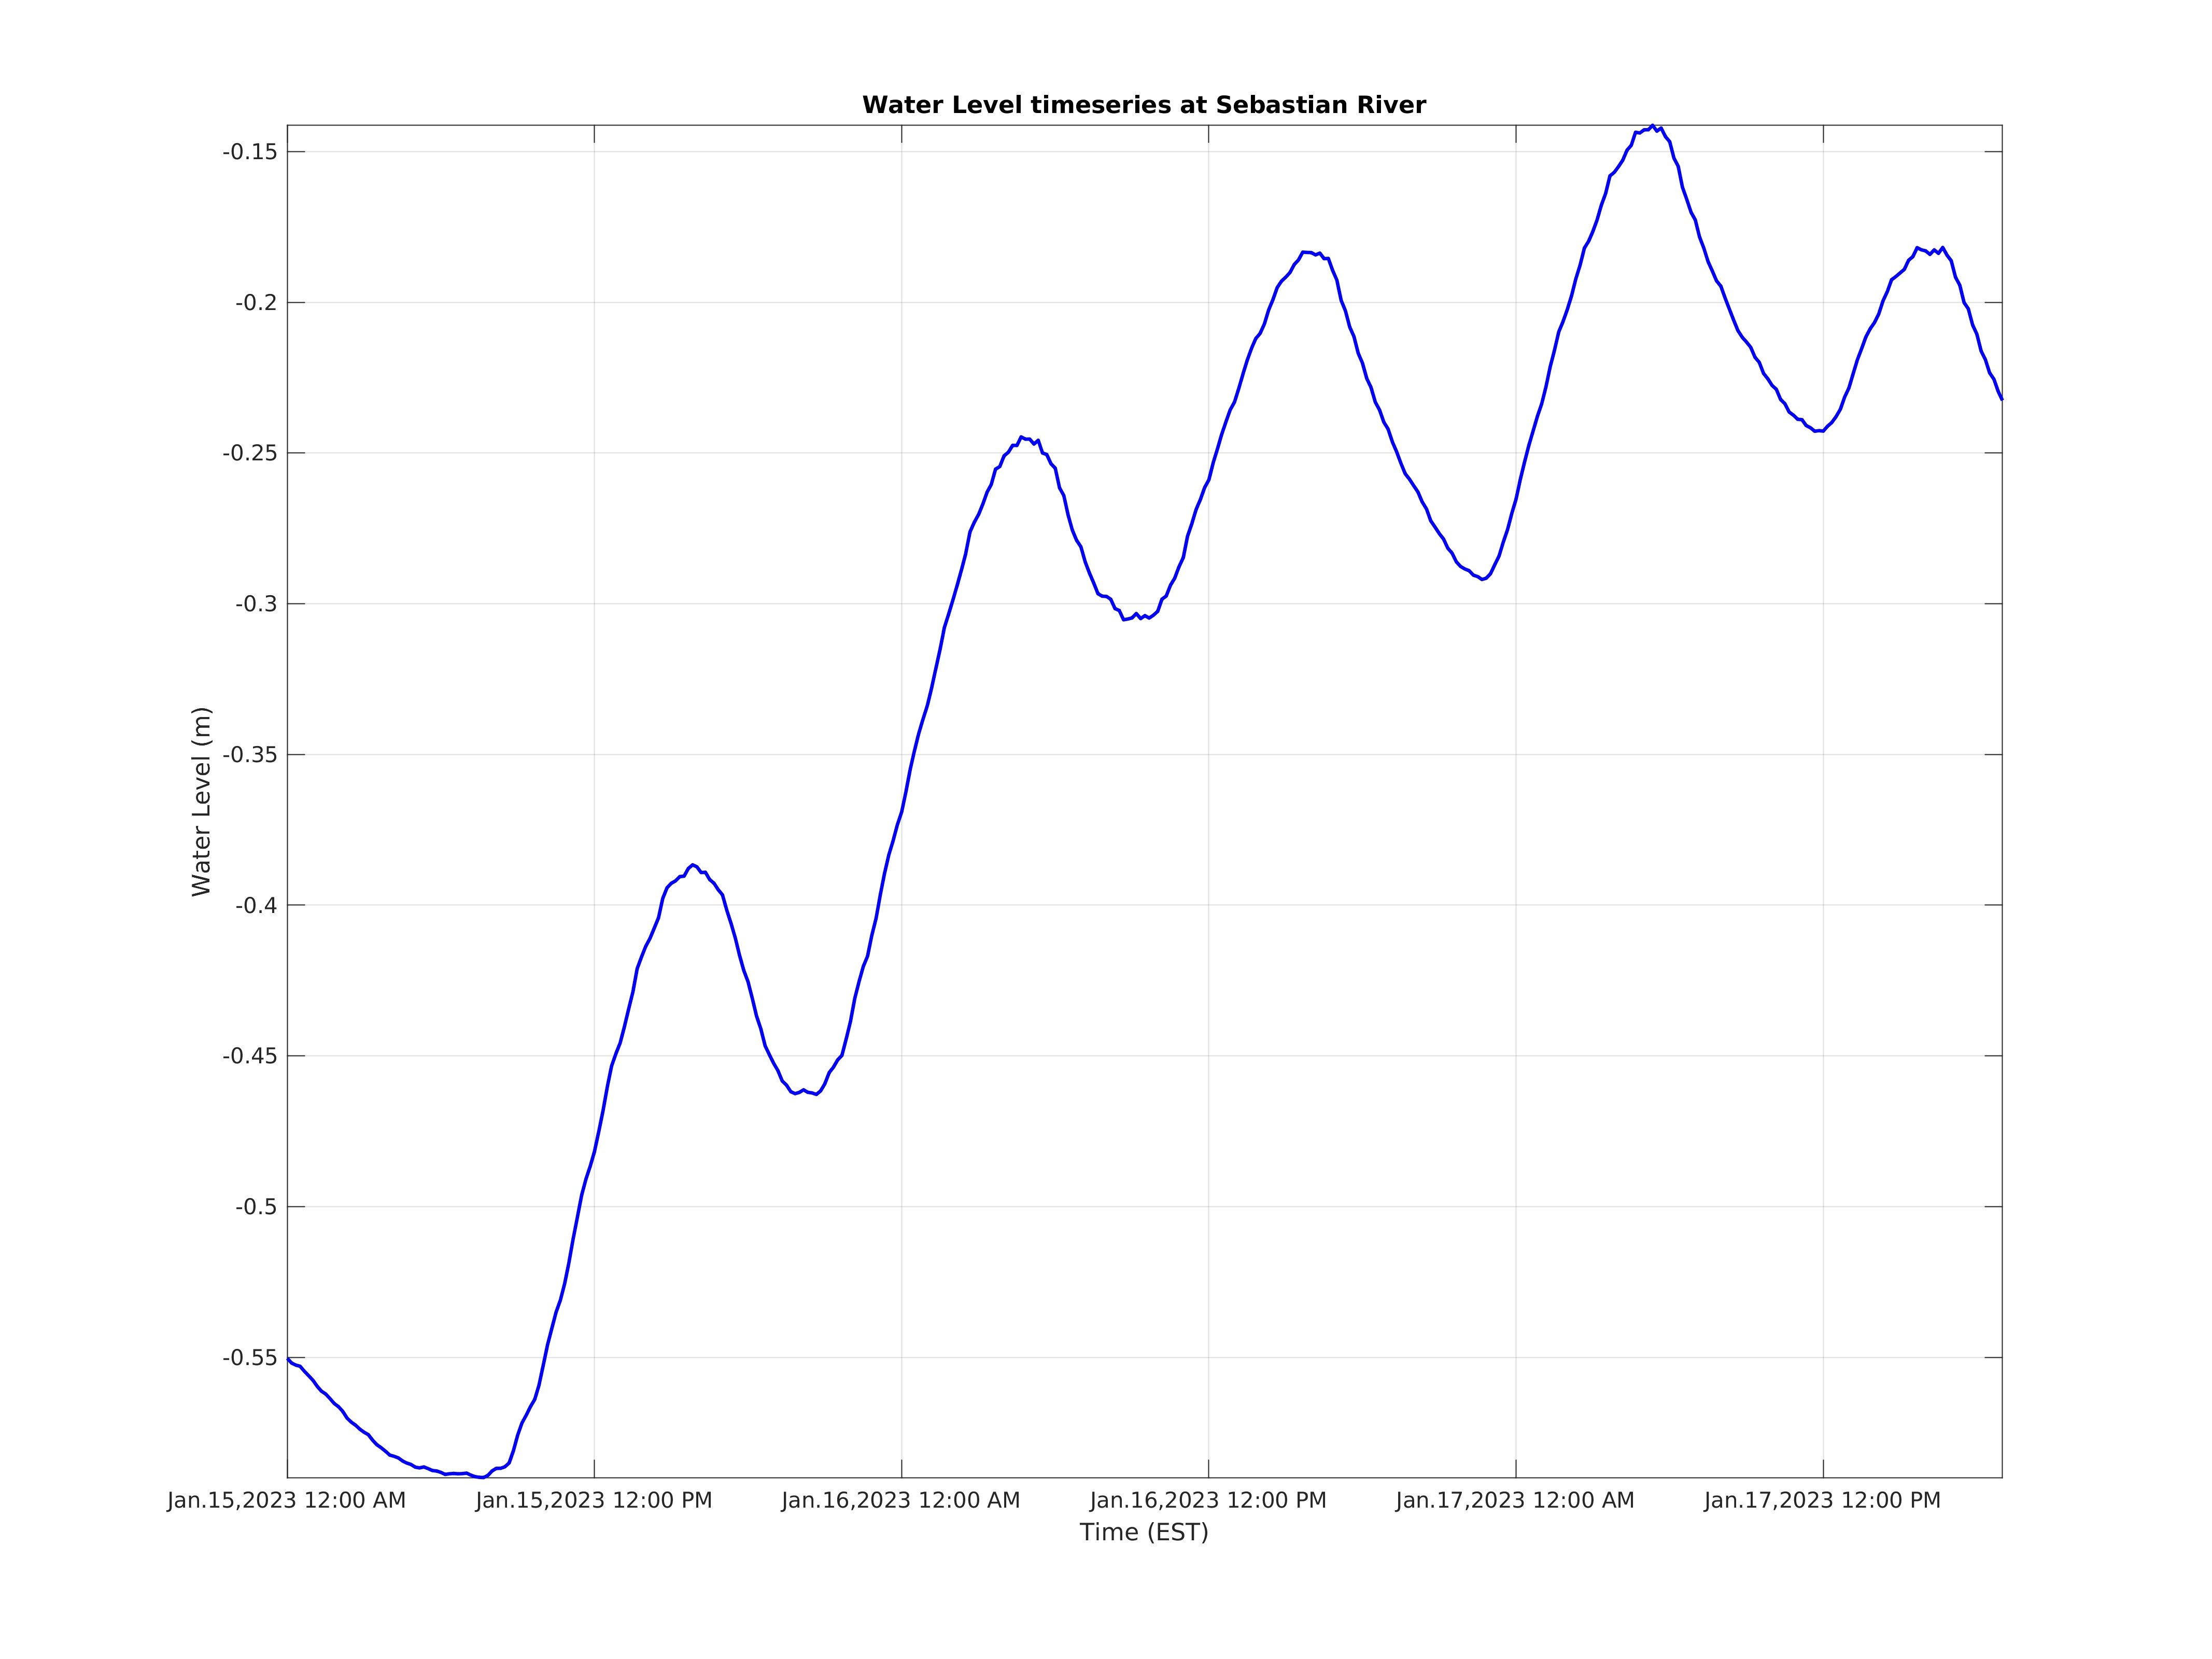 Water Level timeseries at Sebastian River
-0.15
-0.2
-0.25
-0.3
-0.35
-0.4
-0.45
-0.5
-0.55
Water Level (m)
Jan.15,2023 12:00 AM
Jan.15,2023 12:00 PM
Jan.16,2023 12:00 AM
Jan.16,2023 12:00 PM
Jan.17,2023 12:00 AM
Jan.17,2023 12:00 PM
Time (EST)